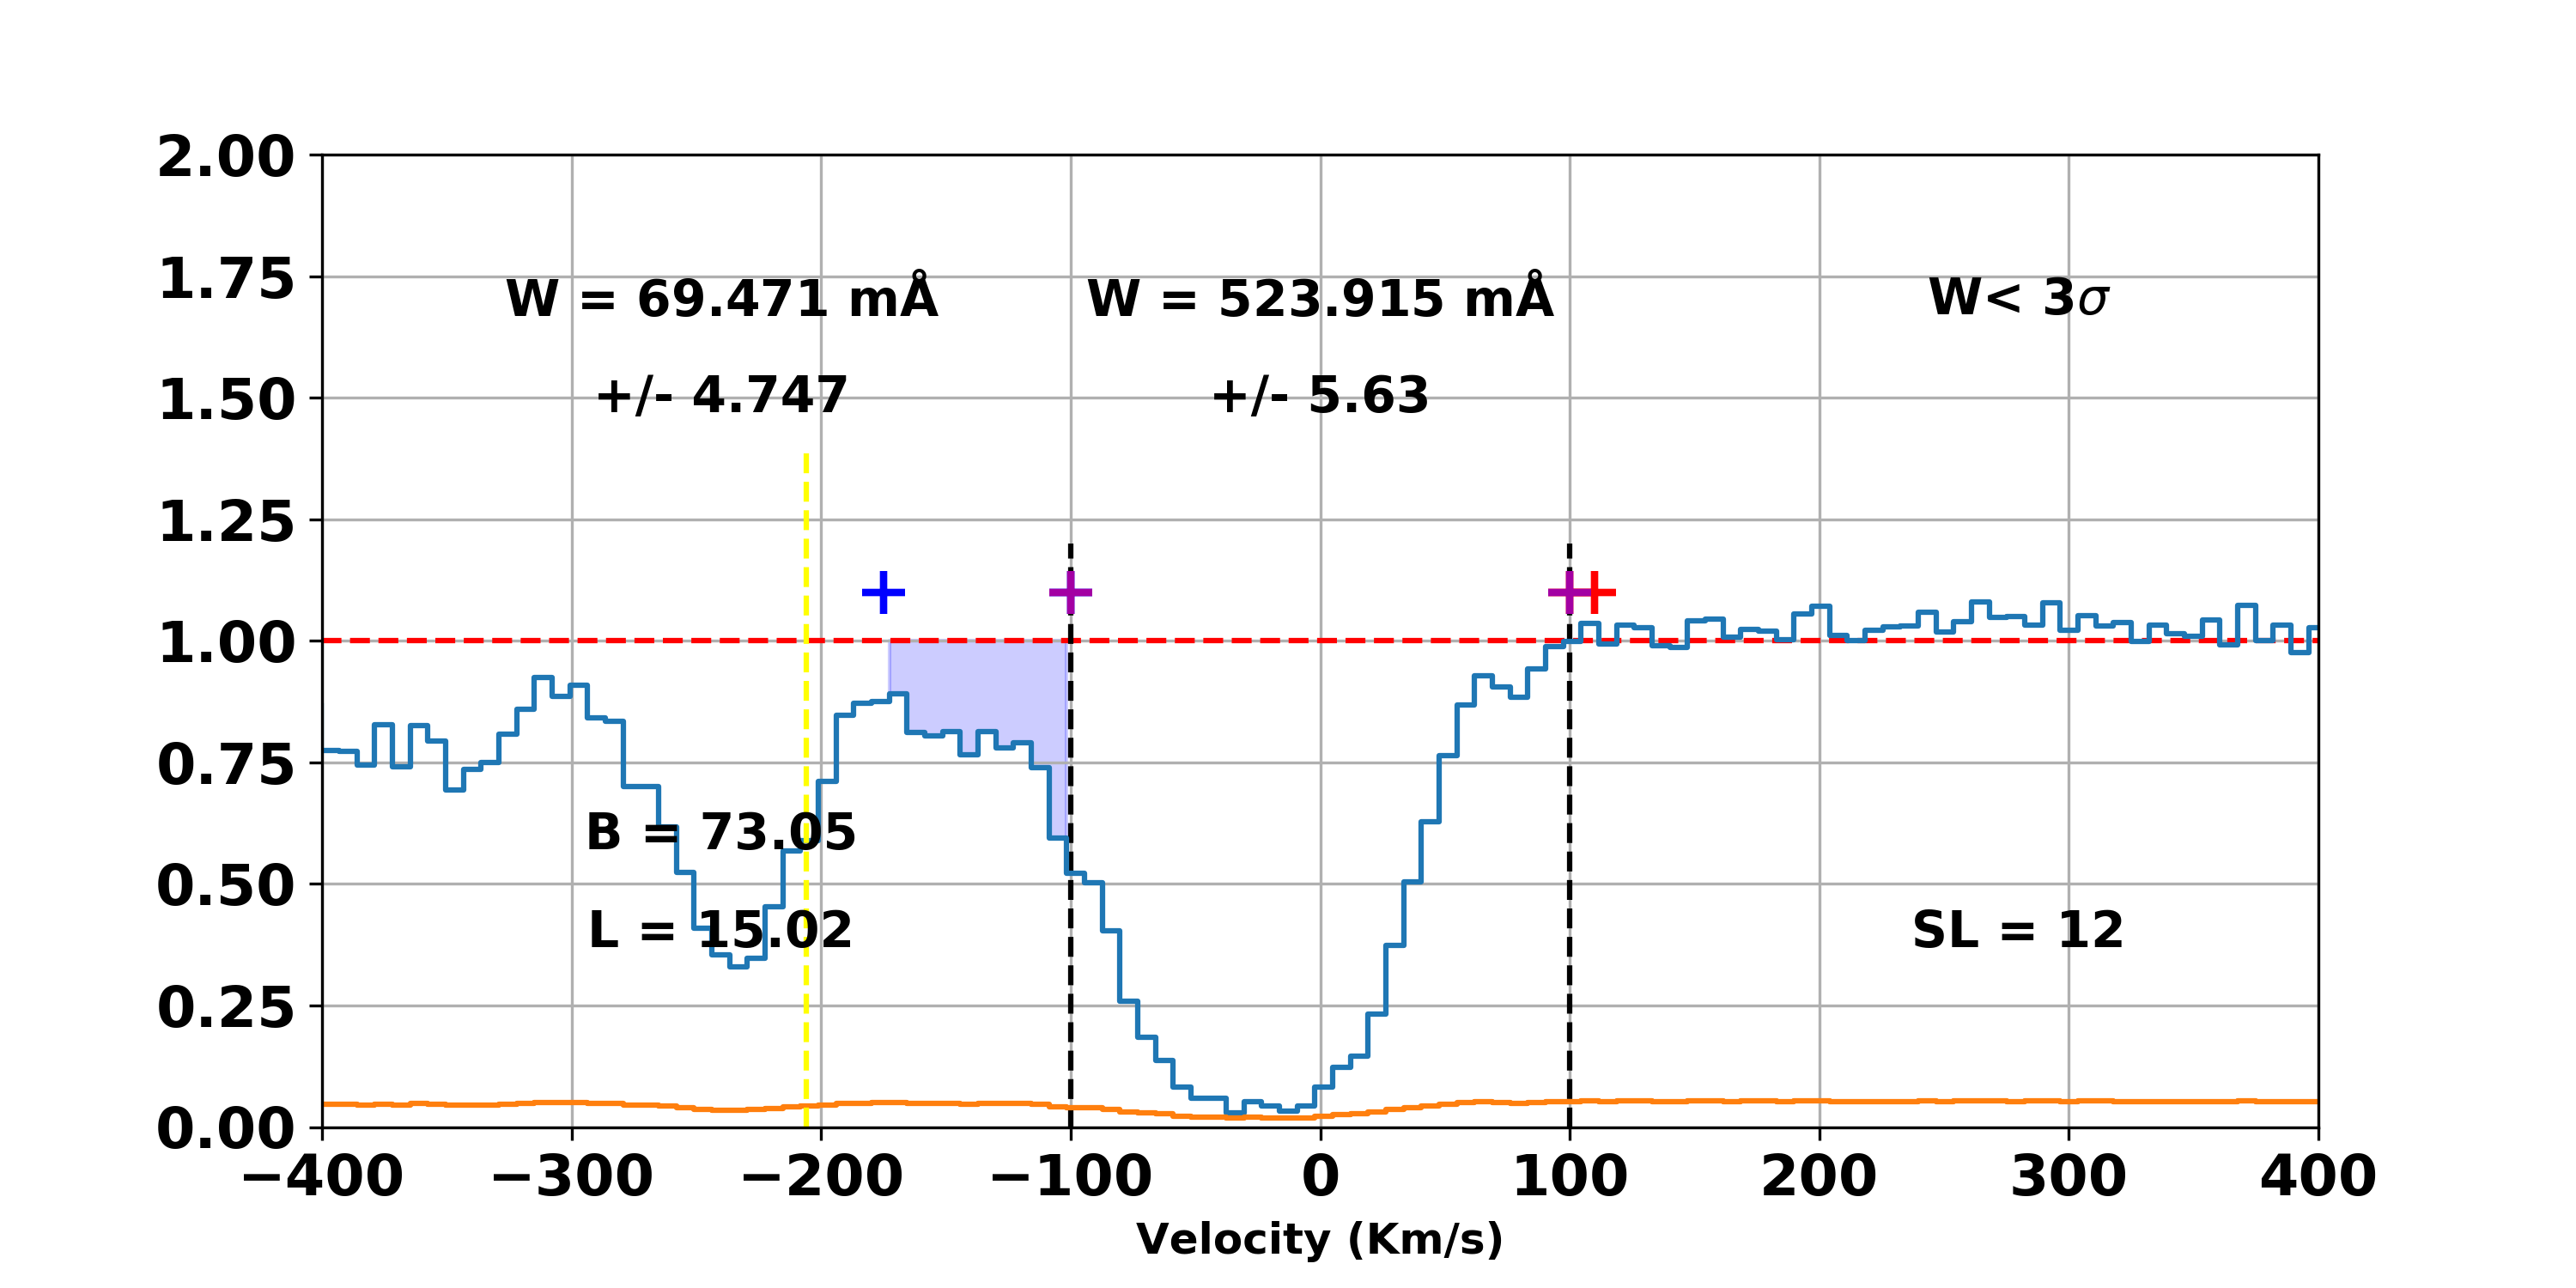 2.00
1.75
1.50
1.25
1.00
0.75
0.50
0.25
0.00
W = 69.471 mÅ
+/- 4.747
W = 523.915 mÅ
+/- 5.63
W< 3σ
B = 73.05
L = 15.02
SL = 12
−400 −300 −200 −100 0 100 200 300 400
Velocity (Km/s)